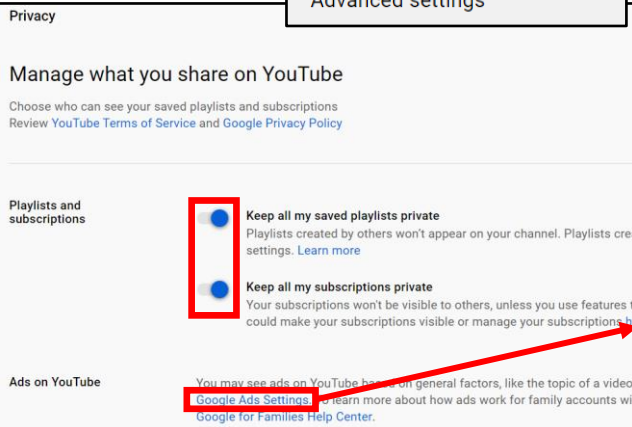 Advanced settings
Privacy
Manage what you share on YouTube
Choose who can see your saved playlists and subscriptions
Review YouTube Terms of Service and Google Privacy Policy
Playlists and
subscriptions
Keep all my saved playlists private
Playlists created by others won't appear on your channel. Playlists
settings. Learn more
Keep all my subscriptions private
Your subscriptions won't be visible to others, unless you use features
could make your subscriptions visible or manage your subscriptions
Ads on YouTube
You may see ads on YouTube based on general factors, like the topic of a video
Google Ads Settings. To learn more about how ads work for family accounts
Google for Families Help Center.